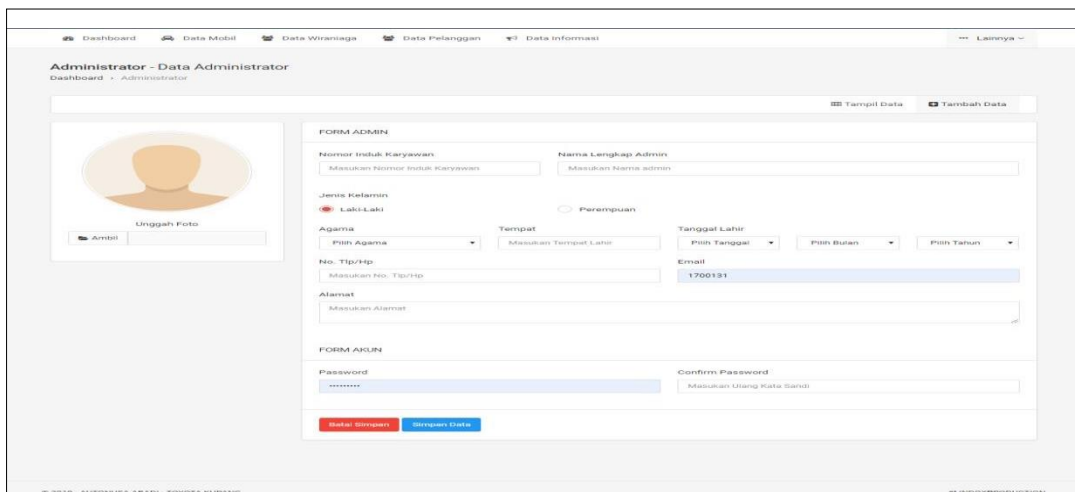 Dashboard Data Mobil Data Wiraniaga Data Pelanggan Data Informasi Lainnya
Administrator - Data Administrator
Dashboard Administrator
Tampil Data Tambah Data
Unggah Foto
Ambil
FORM ADMIN
Nomor Induk Karyawan Nama Lengkap Admin
Masukan Nomor Induk Karyawan Masukan Nama admin
Jenis Kelamin
Laki-Laki Perempuan
Agama Tempat Tanggal Lahir
Pilih Agama Masukan Tempat Lahir Pilih Tanggal Pilih Bulan Pilih Tahun
No. Tlp/Hp Email
Masukan No. Tlp/Hp 1700131
Alamat
Masukan Alamat
FORM AKUN
Password Confirm Password
Masukan Ulang Kata Sandi
Batal Simpan Simpan Data